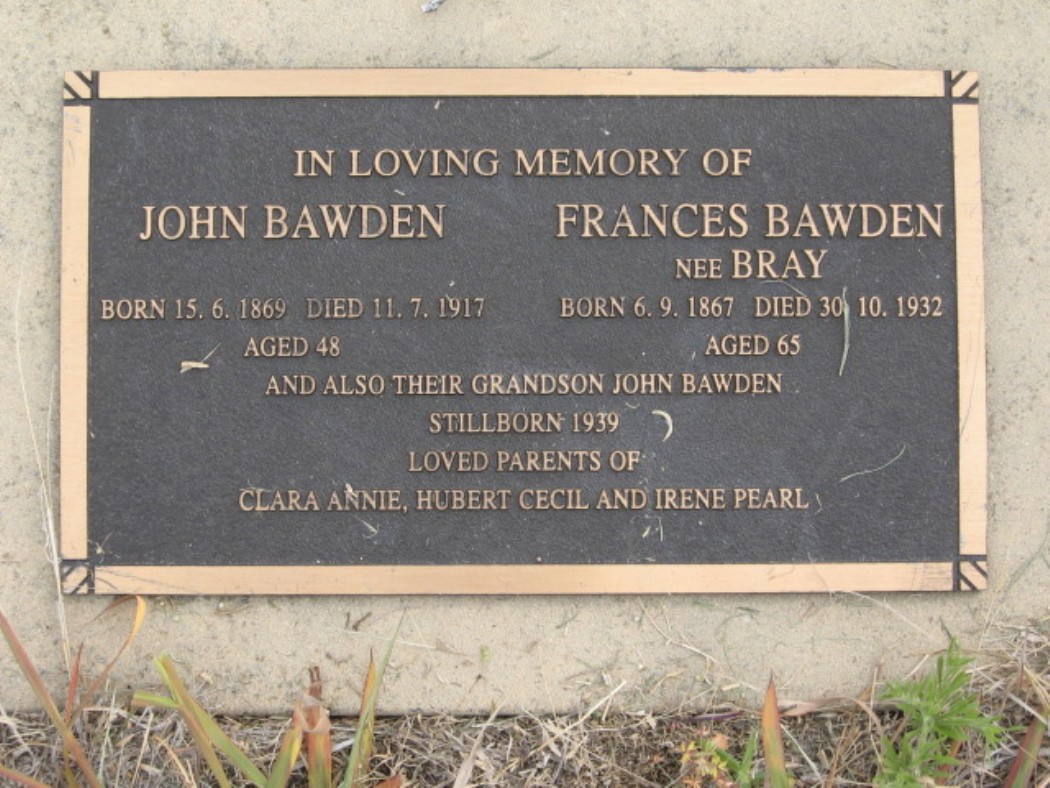 IN LOVING MEMORY OF
JOHN BAWDEN
FRANCES BAWDEN
NEE BRAY
BORN 15. 6. 1869 DIED 11. 7. 1917
BORN 6. 9. 1867 DIED 30. 10. 1932
AGED 48
AGED 65
AND ALSO THEIR GRANDSON JOHN BAWDEN
STILLBORN 1939
LOVED PARENTS OF
CLARA ANNIE, HUBERT CECIL AND IRENE PEARL